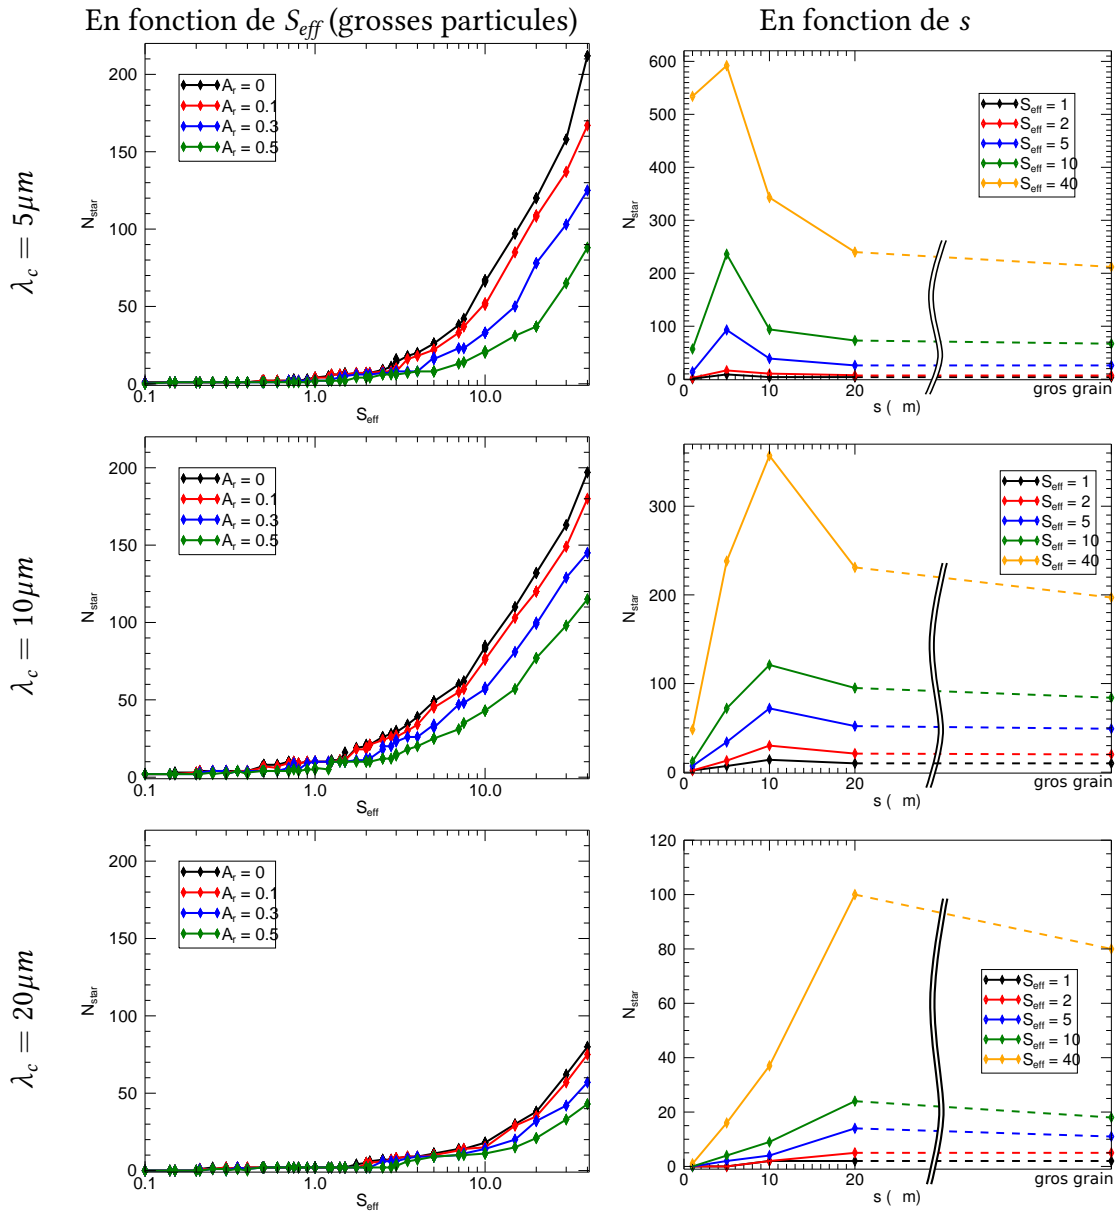 En fonction de S_eff (grosses particules)
En fonction de s
λ_c = 5μm
200
150
100
50
0
N_star
A_r = 0
A_r = 0.1
A_r = 0.3
A_r = 0.5
0.1
1.0
10.0
S_eff
600
500
400
300
200
100
0
N_star
S_eff = 1
S_eff = 2
S_eff = 5
S_eff = 10
S_eff = 40
0
10
20
gros grain
s ( m)
λ_c = 10μm
200
150
100
50
0
N_star
A_r = 0
A_r = 0.1
A_r = 0.3
A_r = 0.5
0.1
1.0
10.0
S_eff
300
200
100
0
N_star
S_eff = 1
S_eff = 2
S_eff = 5
S_eff = 10
S_eff = 40
0
10
20
gros grain
s ( m)
λ_c = 20μm
200
150
100
50
0
N_star
A_r = 0
A_r = 0.1
A_r = 0.3
A_r = 0.5
0.1
1.0
10.0
S_eff
120
100
80
60
40
20
0
N_star
S_eff = 1
S_eff = 2
S_eff = 5
S_eff = 10
S_eff = 40
0
10
20
gros grain
s ( m)